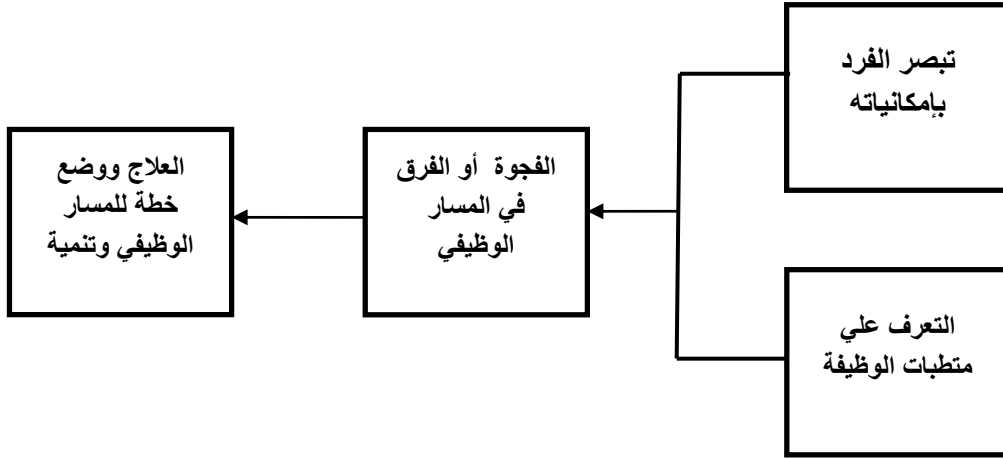 تبصر الفرد
بإمكانياته
التعرف علي
متطبات الوظيفة
الفجوة أو الفرق
في المسار
الوظيفي
العلاج ووضع
خطة للمسار
الوظيفي وتنمية